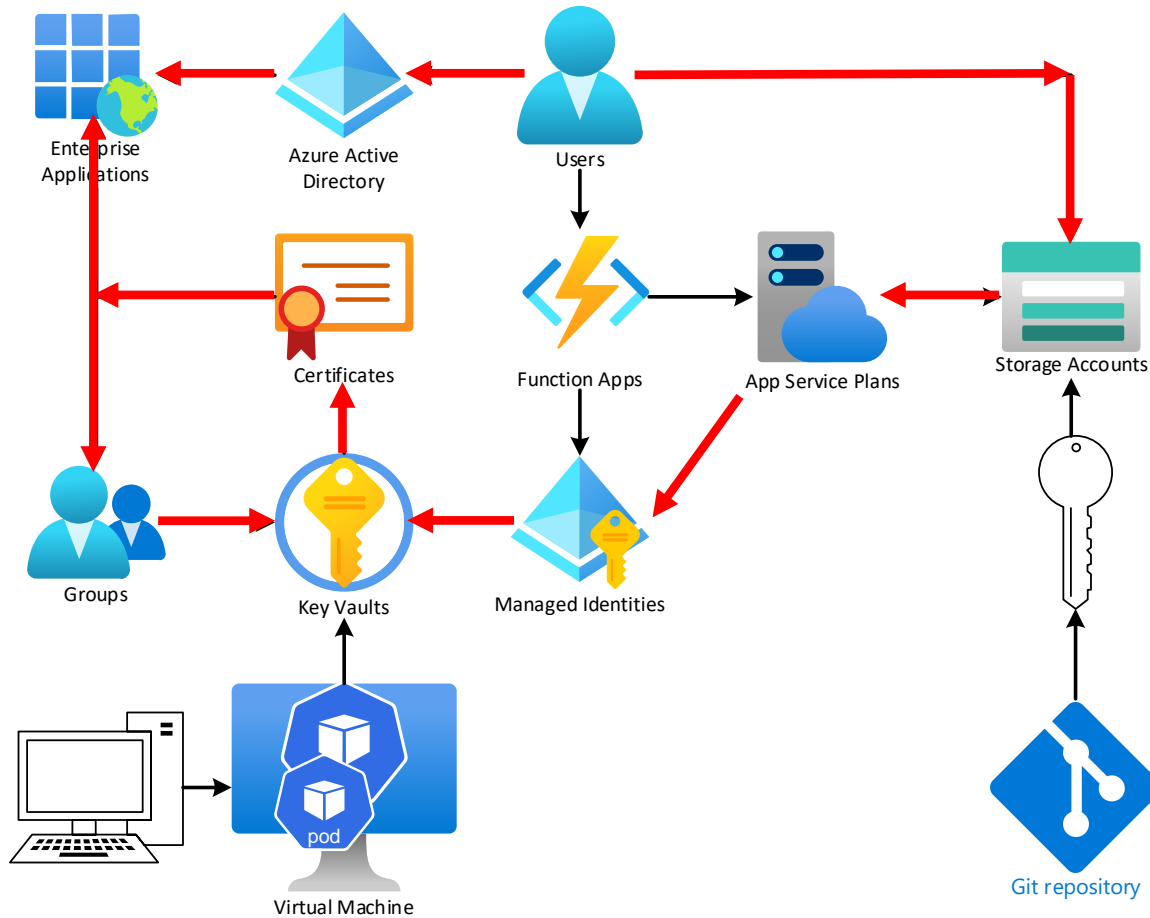 Enterprise
Applications
Azure Active
Directory
Users
Certificates
Function Apps
App Service Plans
Storage Accounts
Groups
Key Vaults
Managed Identities
pod
Virtual Machine
Git repository